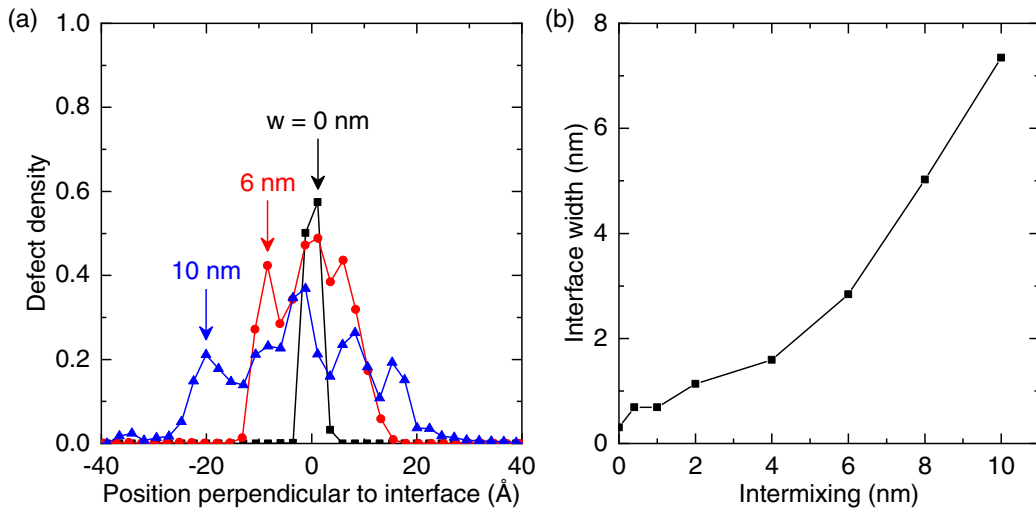 (a)
1.0
0.8
0.6
0.4
0.2
0.0
Defect density
w = 0 nm
6 nm
10 nm
-40 -20 0 20 40
Position perpendicular to interface (Å)
(b)
8
6
4
2
0
Interface width (nm)
0 2 4 6 8 10
Intermixing (nm)